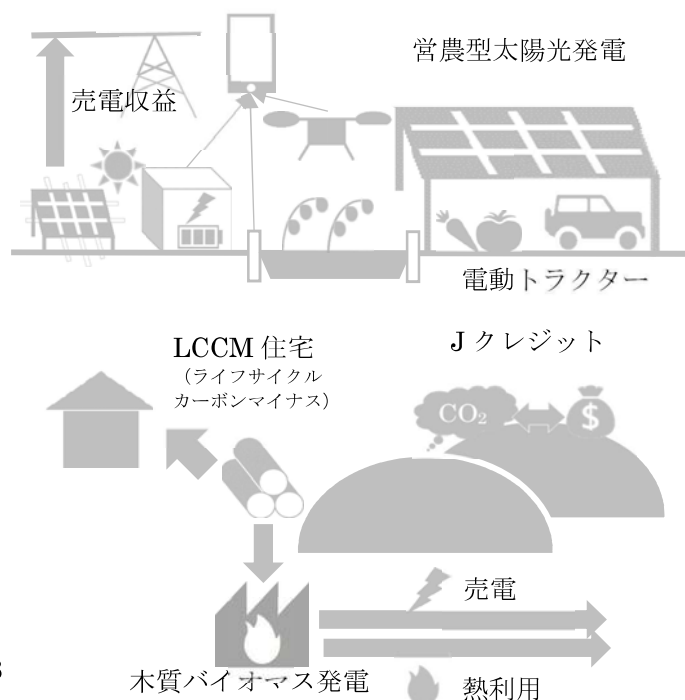 営農型太陽光発電
売電収益
電動トラクター
LCCM 住宅
（ライフサイクル
カーボンマイナス）
J クレジット
CO₂
$
売電
木質バイオマス発電
熱利用